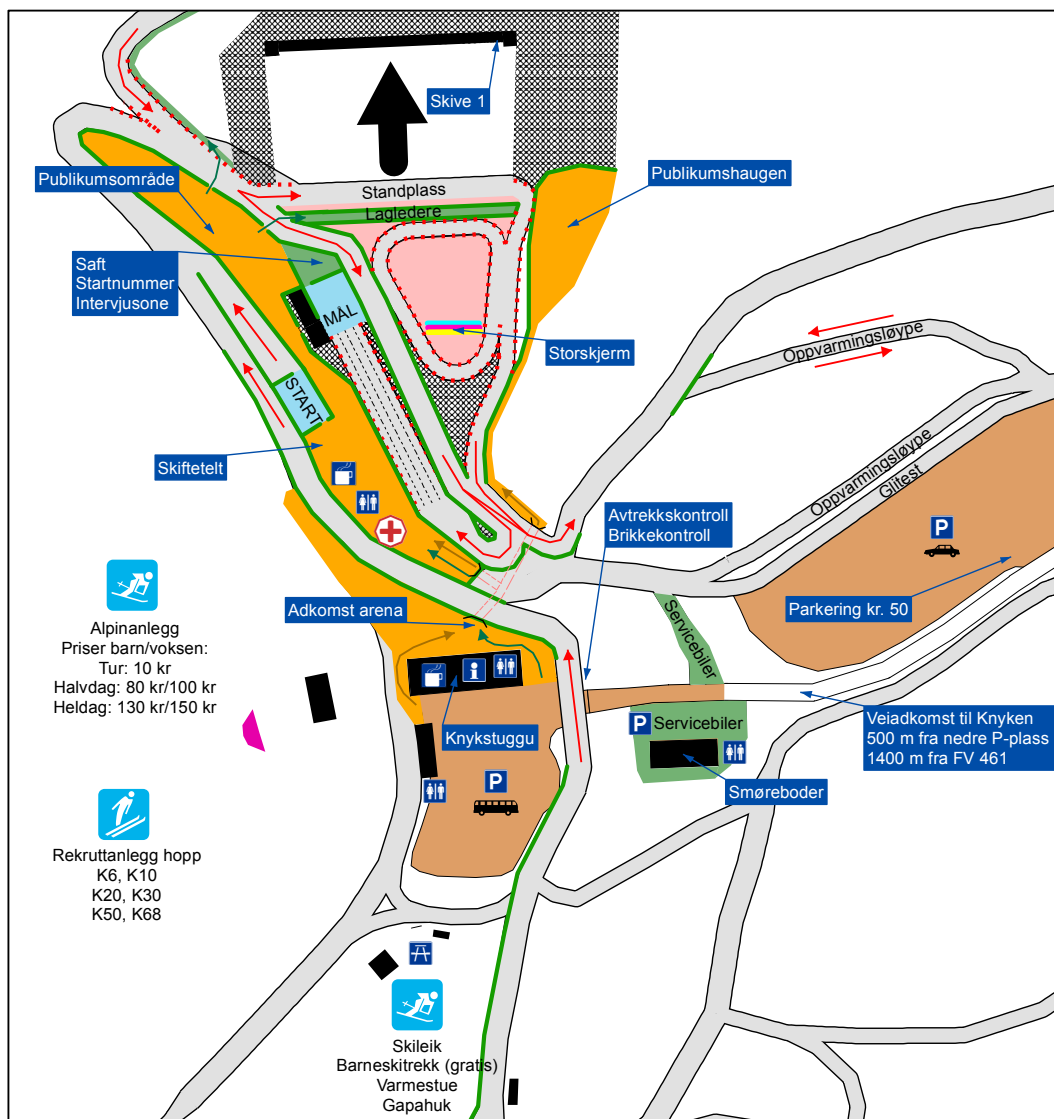 Skive 1
Publikumsområde
Standplass
Lagledere
Publikumshaugen
Saft
Startnummer
Intervjusone
MÅL
Storskjerm
Oppvarmingsløype
START
Skiftetelt
Oppvarmingsløype
Glitest
Avtrekkskontroll
Brikkekontroll
P
Parkering kr. 50
Adkomst arena
Servicebiler
Alpinanlegg
Priser barn/voksen:
Tur: 10 kr
Halvdag: 80 kr/100 kr
Heldag: 130 kr/150 kr
i
Knykstuggu
P
Servicebiler
Veiadkomst til Knyken
500 m fra nedre P-plass
1400 m fra FV 461
P
Smøreboder
Rekruttanlegg hopp
K6, K10
K20, K30
K50, K68
Skileik
Barneskitrekk (gratis)
Varmestue
Gapahuk